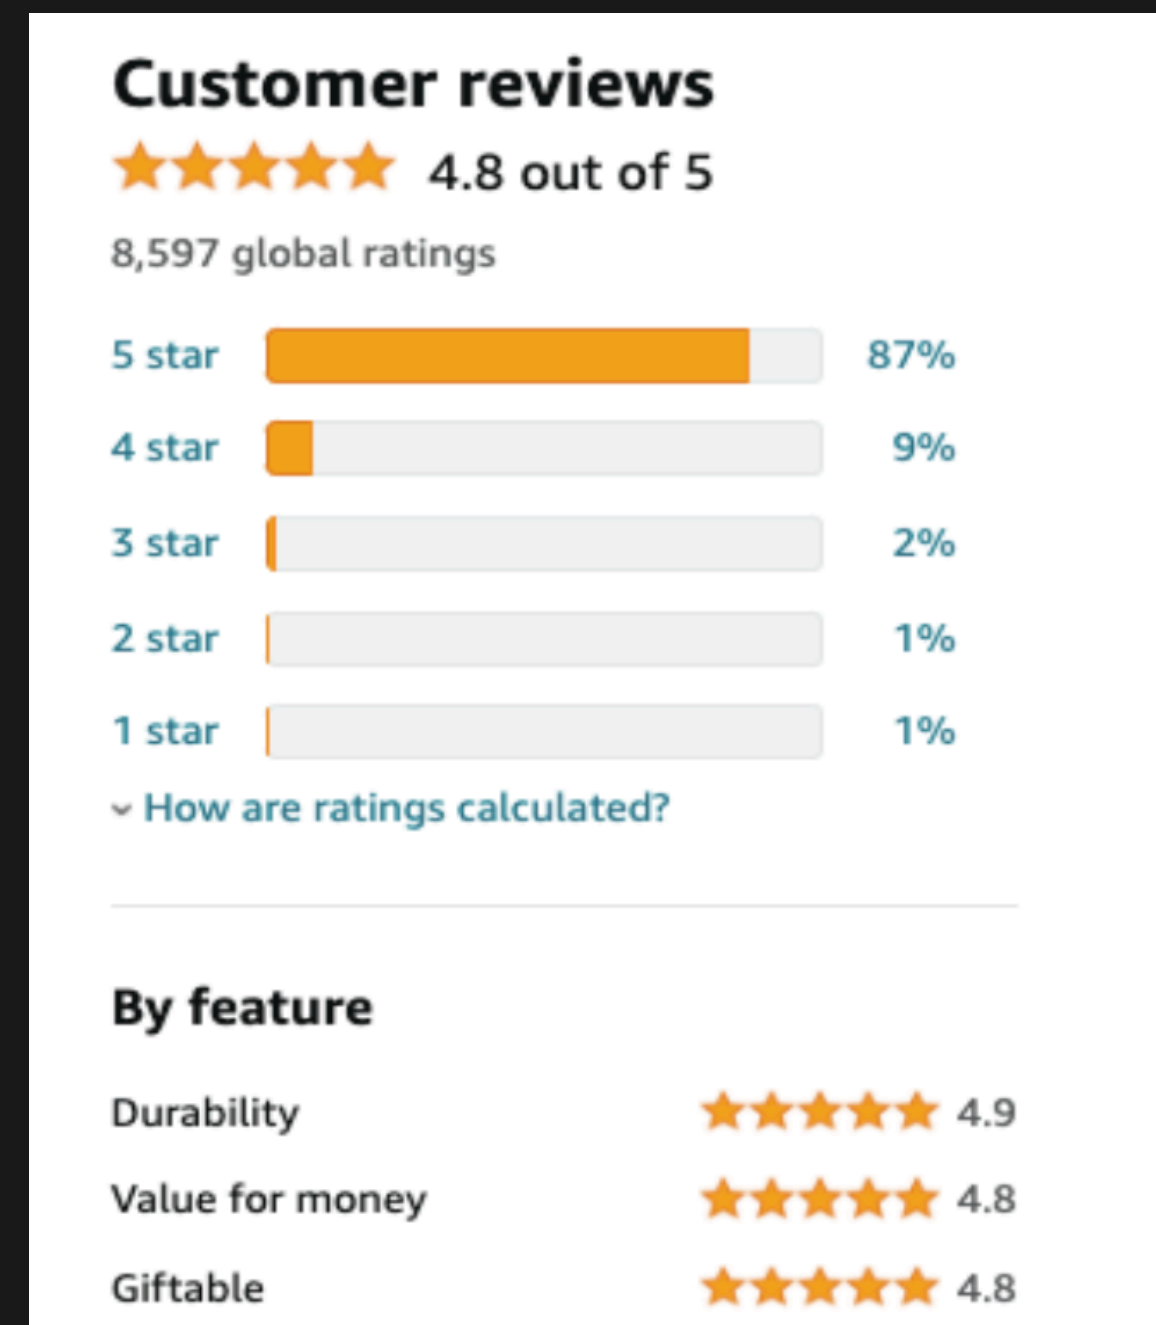 Customer reviews
4.8 out of 5
8,597 global ratings
5 star 87%
4 star 9%
3 star 2%
2 star 1%
1 star 1%
How are ratings calculated?
By feature
Durability 4.9
Value for money 4.8
Giftable 4.8